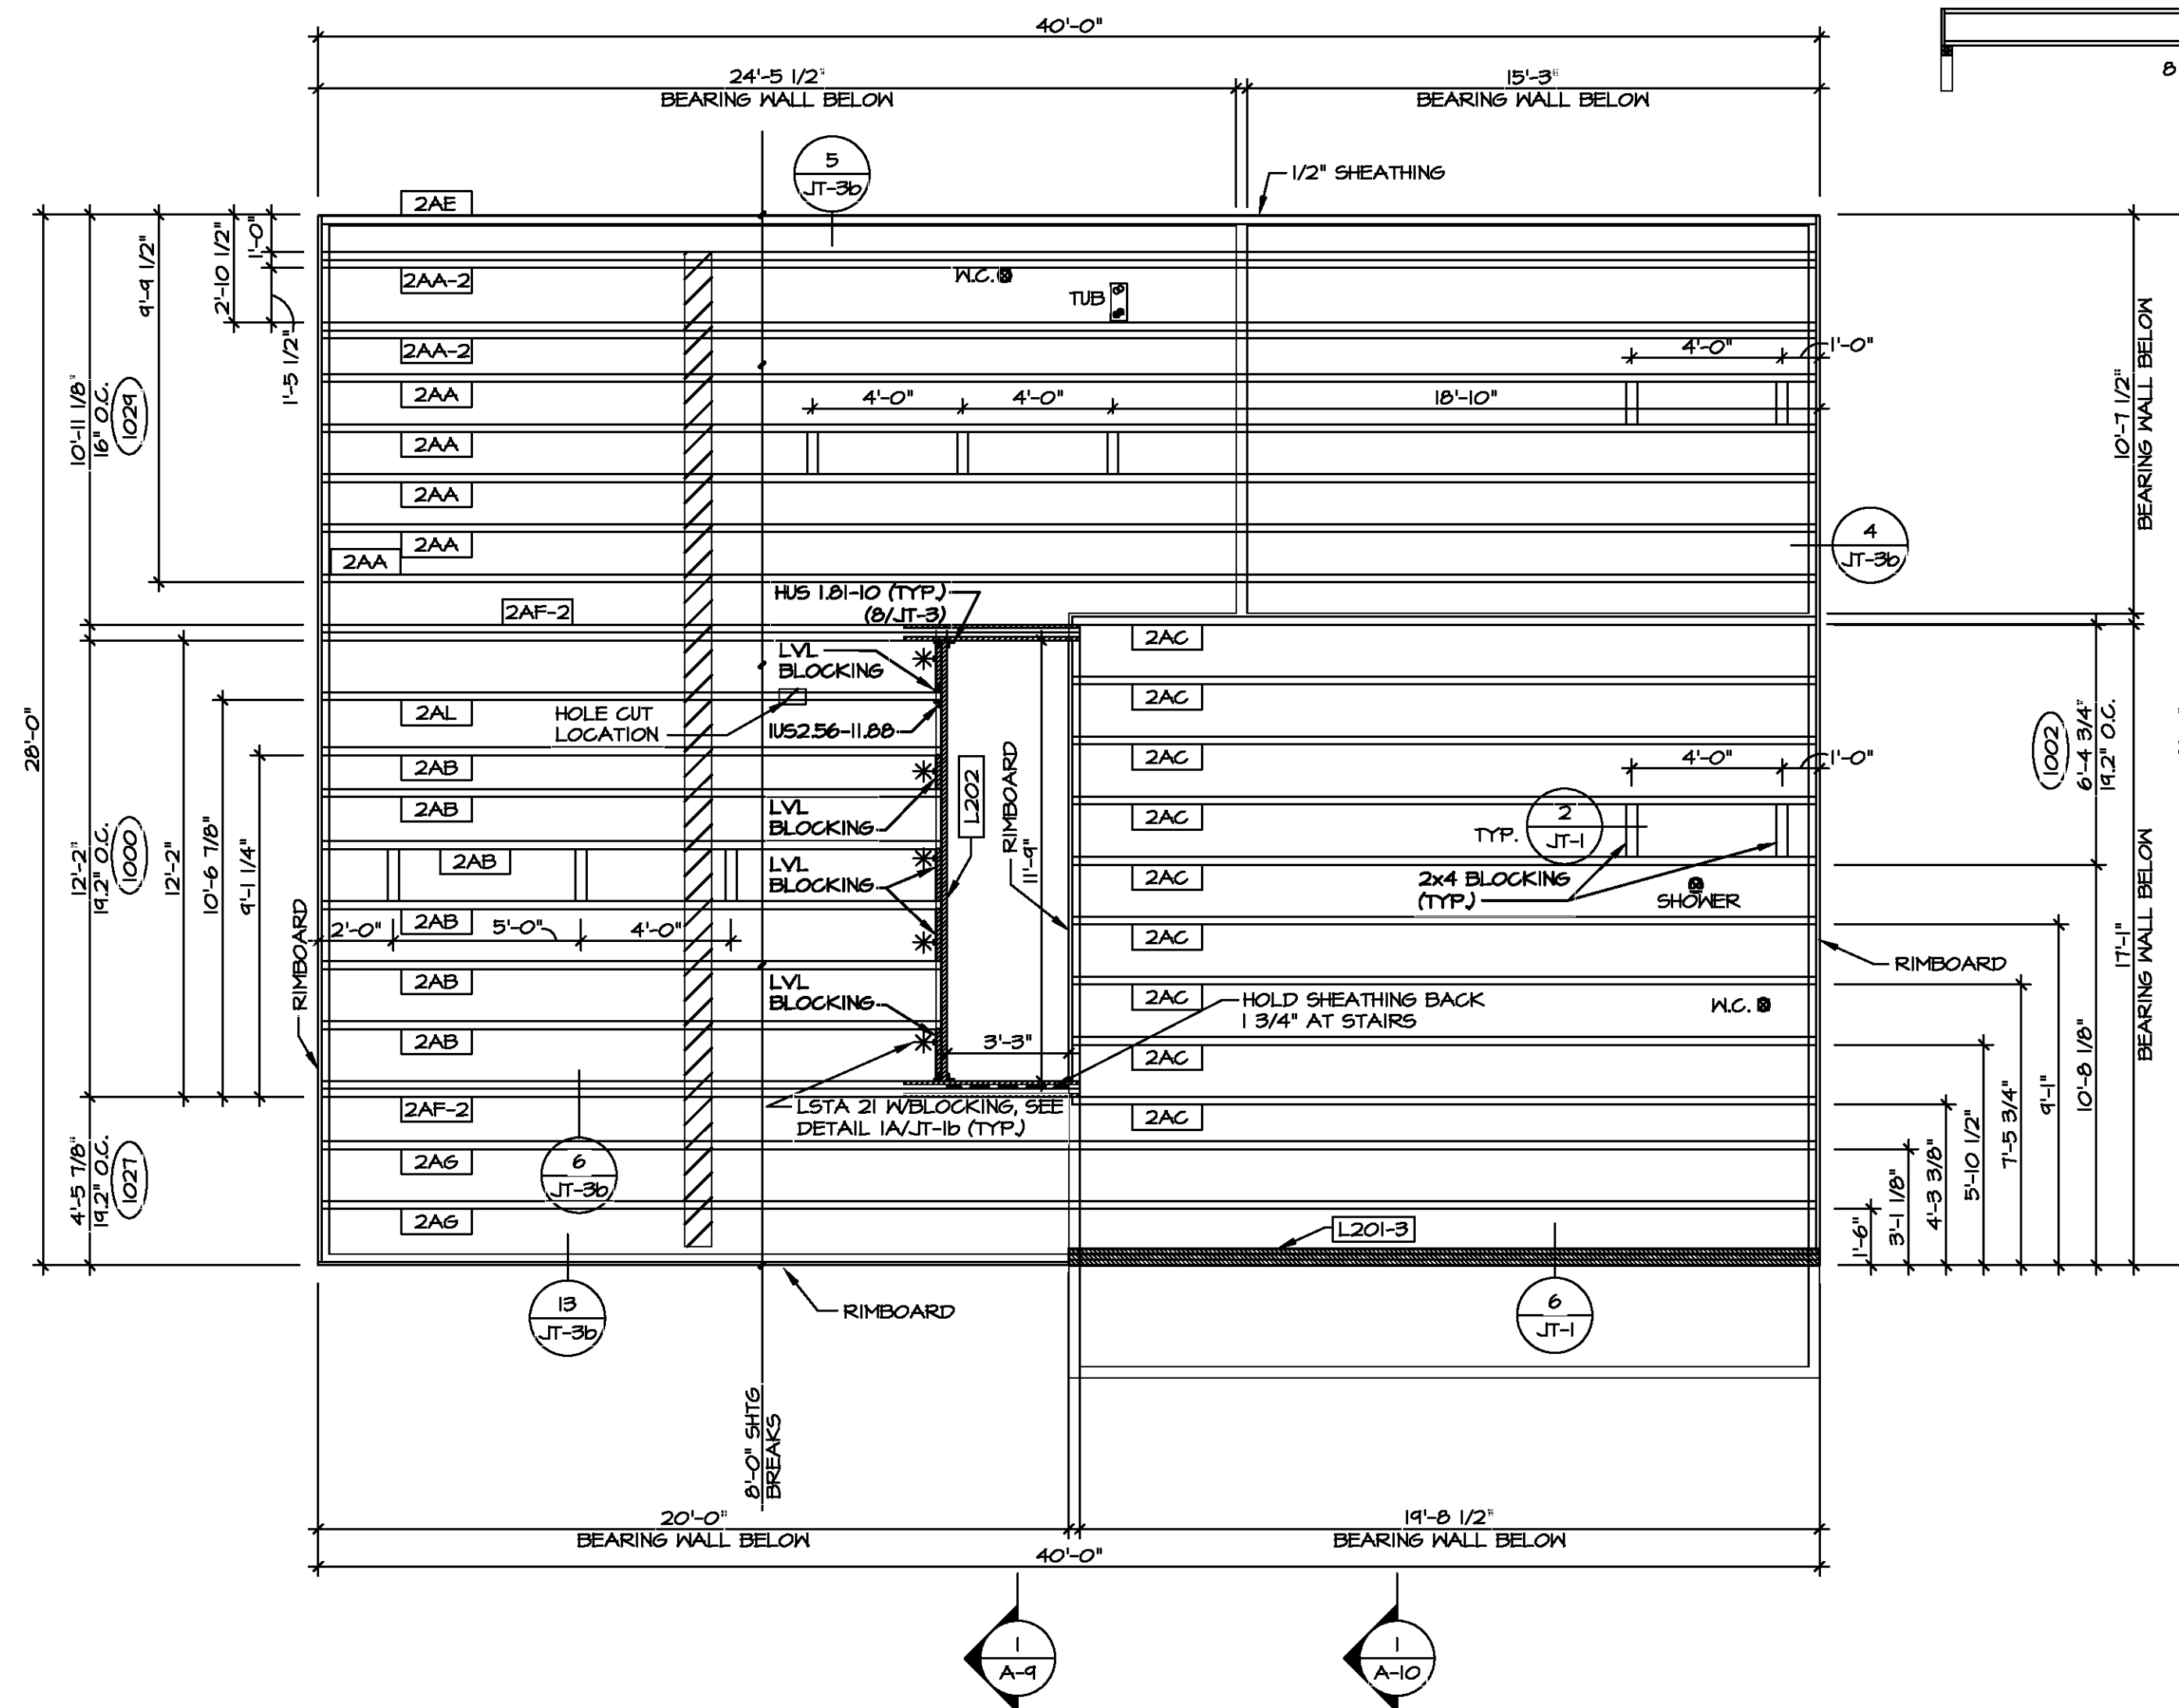 40'-0"
24'-5 1/2"
BEARING WALL BELOW
15'-3"
BEARING WALL BELOW
8
5
JT-3b
1/2" SHEATHING
2AE
1'-0"
2'-10 1/2"
9'-9 1/2"
1'-5 1/2"
10'-11 1/8"
16" O.C.
1029
2AA-2
W.C.
TUB
2AA-2
4'-0"
1'-0"
2AA
4'-0"
4'-0"
18'-10"
2AA
2AA
2AA
2AA
10'-7 1/2"
BEARING WALL BELOW
4
JT-3b
HUS 1.81-10 (TYP.)
(8/JT-3)
2AF-2
LVL
BLOCKING
2AC
2AC
2AL
HOLE CUT
LOCATION
IUS2.56-11.88
28'-0"
2AB
2AC
4'-0"
1'-0"
1002
6'-4 3/4"
19.2" O.C.
L202
RIMBOARD
11'-9"
2AB
LVL
BLOCKING
2AC
TYP.
2
JT-1
12'-2"
19.2" O.C.
1000
12'-2"
10'-6 7/8"
9'-1 1/4"
2AB
LVL
BLOCKING
2AC
2x4 BLOCKING
(TYP.)
SHOWER
2AB
2'-0"
5'-0"
4'-0"
2AC
RIMBOARD
RIMBOARD
17'-1"
BEARING WALL BELOW
2AB
LVL
BLOCKING
2AC
HOLD SHEATHING BACK
1 3/4" AT STAIRS
W.C.
2AB
3'-3"
2AC
2AF-2
LSTA 21 W/BLOCKING, SEE
DETAIL 1A/JT-1b (TYP.)
2AC
4'-5 7/8"
19.2" O.C.
1027
2AG
6
JT-3b
2AG
L201-3
1'-6"
3'-1 1/8"
4'-3 3/8"
5'-10 1/2"
7'-5 3/4"
9'-1"
10'-8 1/8"
13
JT-3b
RIMBOARD
6
JT-1
8'-0" SHTG
BREAKS
20'-0"
BEARING WALL BELOW
19'-8 1/2"
BEARING WALL BELOW
40'-0"
1
A-9
1
A-10